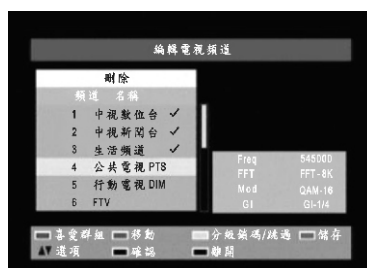 編輯電視頻道
刪除
頻道 名稱
1 中視數位台 ✓
2 中視新聞台 ✓
3 生活頻道 ✓
4 公共電視 PTS
5 行動電視 DIM
6 FTV
Freq 545000
FFT FFT-8K
Mod QAM-16
GI GI-1/4
喜愛群組 移動 分級鎖碼/跳過 儲存
▲▼ 選項 確認 離開